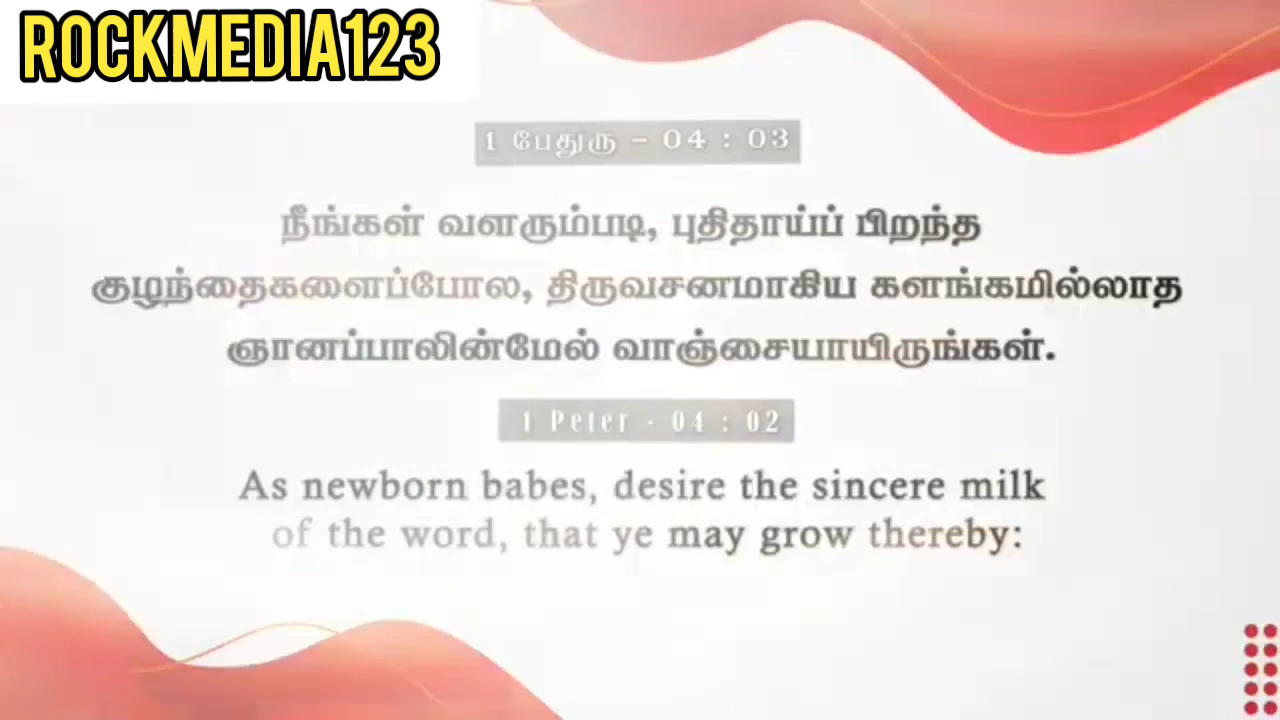 ROCKMEDIA123
1 பேதுரு - 04 : 03
நீங்கள் வளரும்படி, புதிதாய்ப் பிறந்த
குழந்தைகளைப்போல, திருவசனமாகிய களங்கமில்லாத
ஞானப்பாலின்மேல் வாஞ்சையாயிருங்கள்.
1 Peter - 04 : 02
As newborn babes, desire the sincere milk
of the word, that ye may grow thereby: